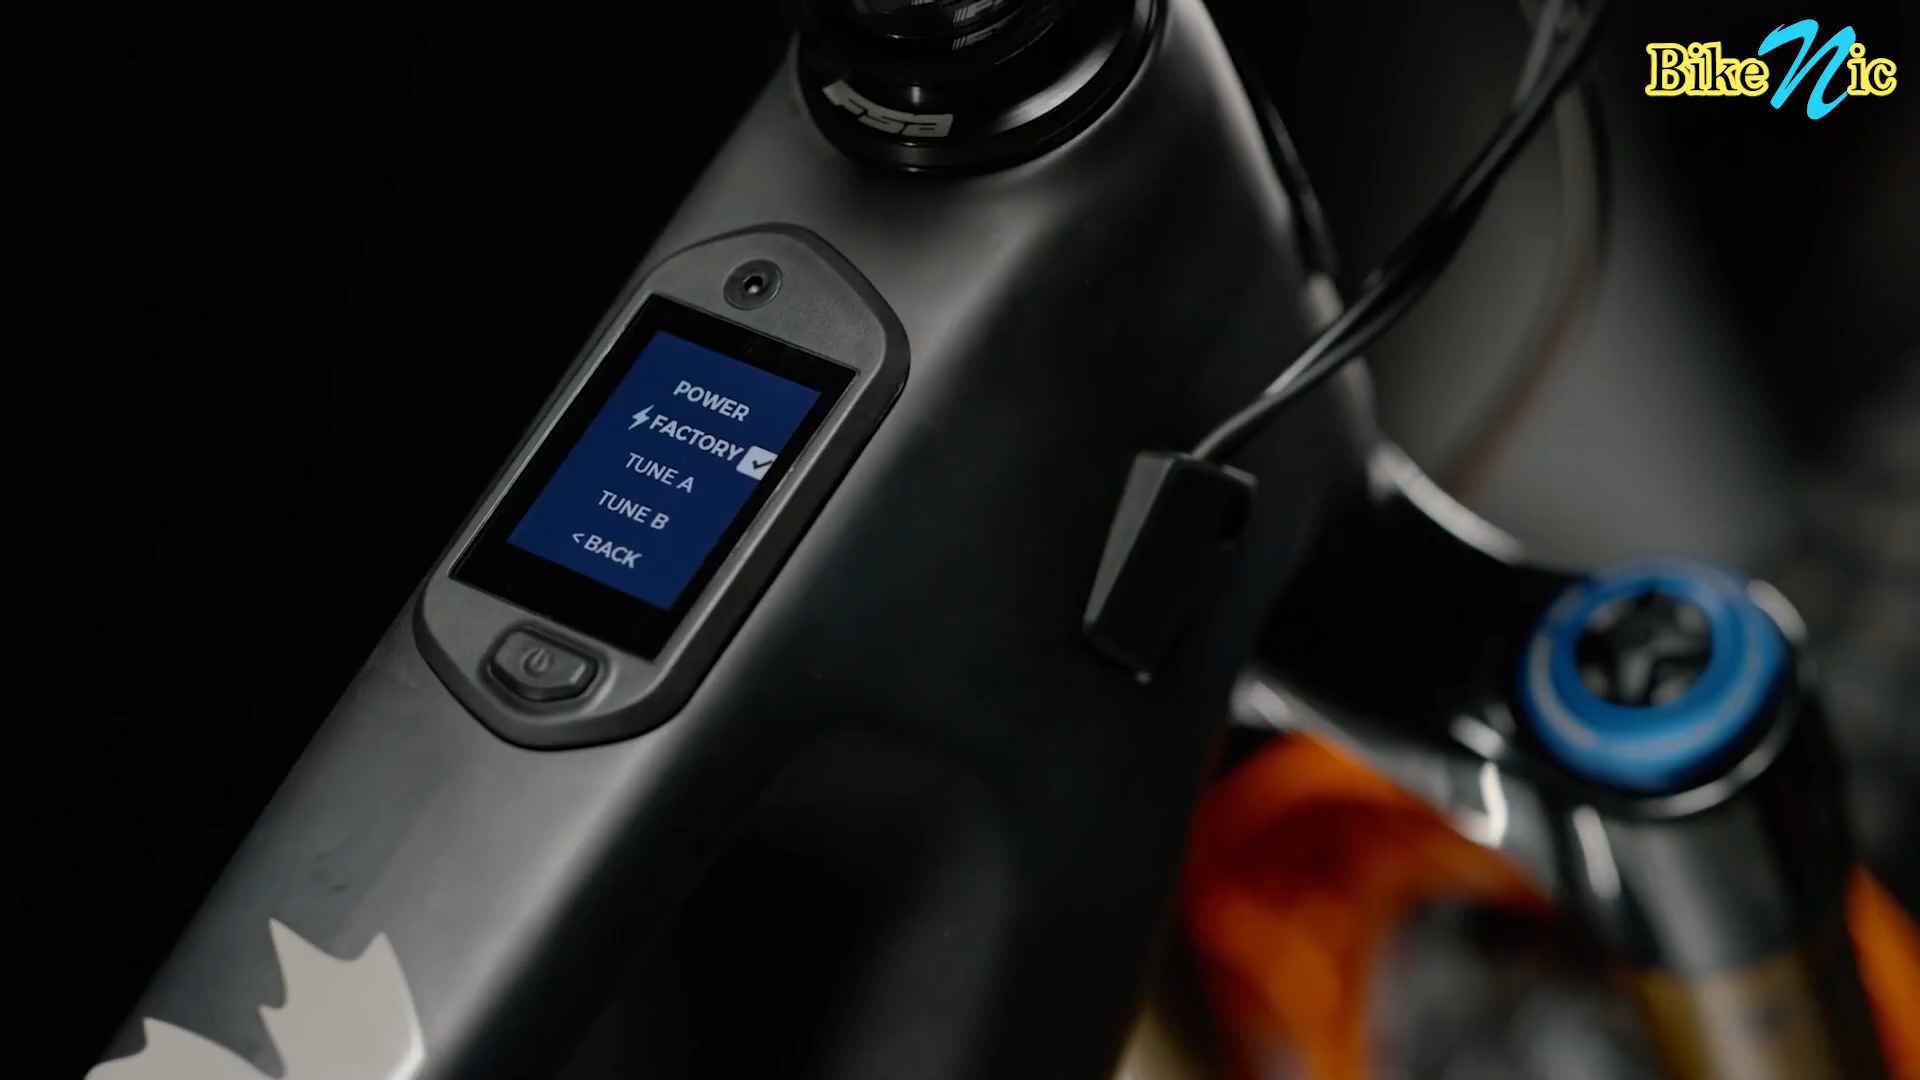 BikeNic
FSA
POWER
FACTORY
TUNE A
TUNE B
< BACK